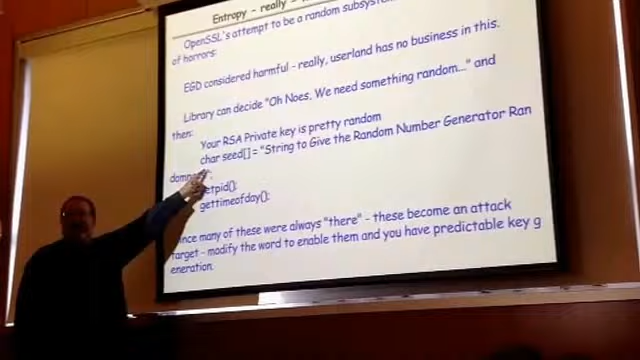 Entropy - really -
OpenSSL's attempt to be a random subsystem
of horrors:
EGD considered harmful - really, userland has no business in this.
Library can decide "Oh Noes, We need something random..." and
then:
Your RSA Private key is pretty random
char seed[] = "String to Give the Random Number Generator Ran
etpid();
gettimeofday();
ince many of these were always "there" - these become an attack
target - modify the word to enable them and you have predictable key g
eneration.